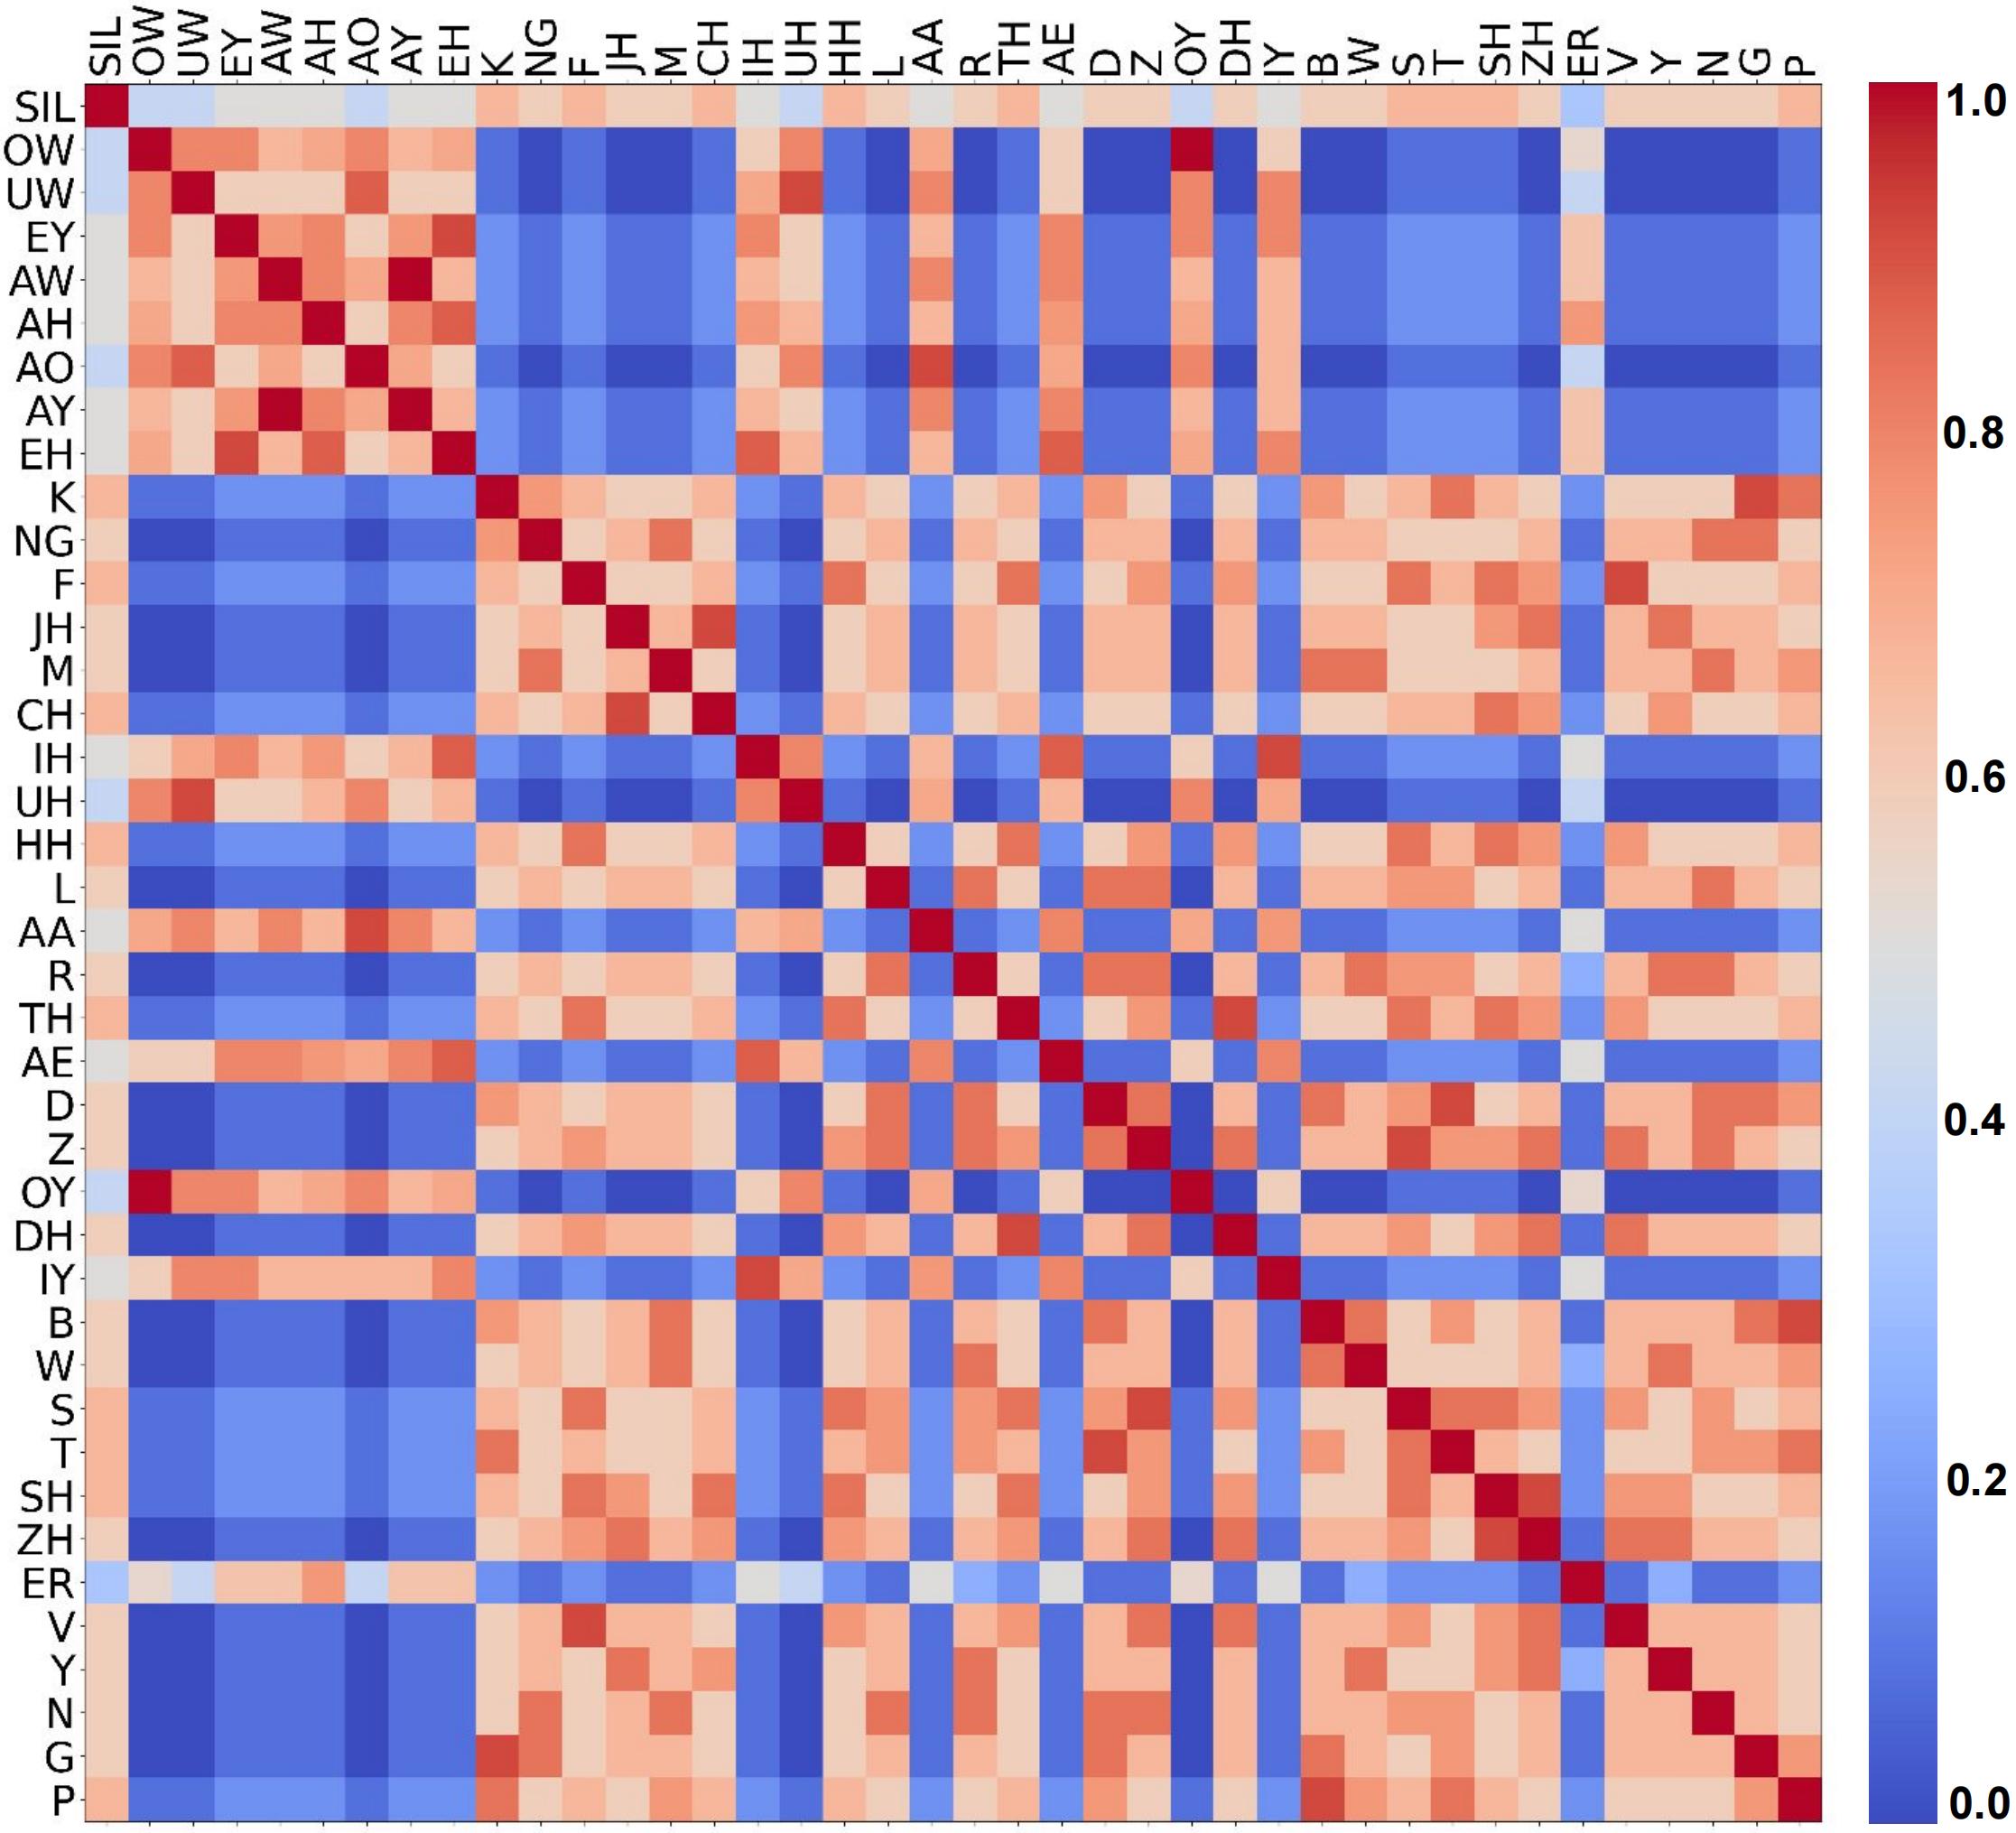 SIL OW UW EY AW AH AO AY EH K NG F JH M CH IH UH HH L AA R TH AE D Z OY DH IY B W S T SH ZH ER V Y N G P
SIL
OW
UW
EY
AW
AH
AO
AY
EH
K
NG
F
JH
M
CH
IH
UH
HH
L
AA
R
TH
AE
D
Z
OY
DH
IY
B
W
S
T
SH
ZH
ER
V
Y
N
G
P
1.0
0.8
0.6
0.4
0.2
0.0